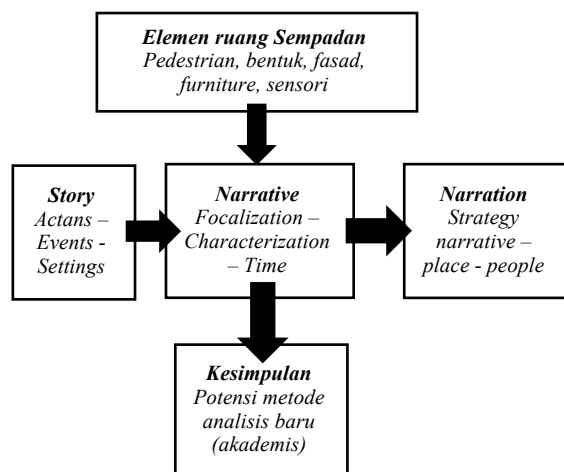 Elemen ruang Sempadan
Pedestrian, bentuk, fasad,
furniture, sensori
Story
Actans –
Events -
Settings
Narrative
Focalization –
Characterization
– Time
Narration
Strategy
narrative –
place - people
Kesimpulan
Potensi metode
analisis baru
(akademis)